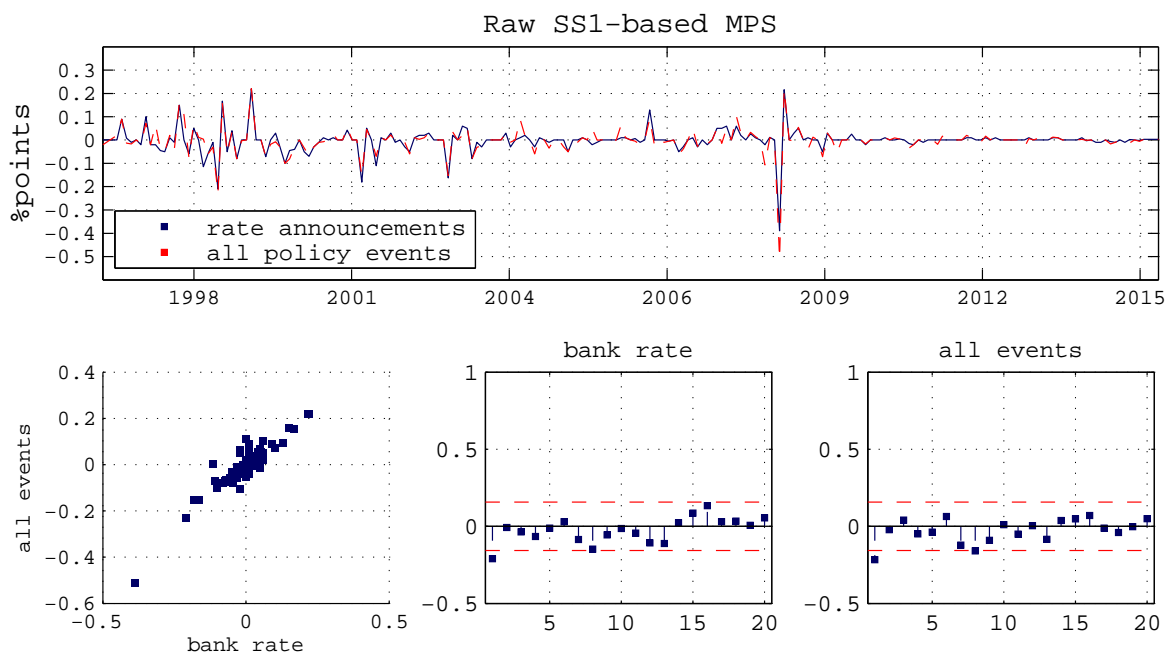 Raw SS1-based MPS
%points
0.3
0.2
0.1
0
-0.1
-0.2
-0.3
-0.4
-0.5
rate announcements
all policy events
1998 2001 2004 2006 2009 2012 2015
all events
0.4
0.2
0
-0.2
-0.4
-0.6
-0.5 0 0.5
bank rate
bank rate
1
0.5
0
-0.5
5 10 15 20
all events
1
0.5
0
-0.5
5 10 15 20